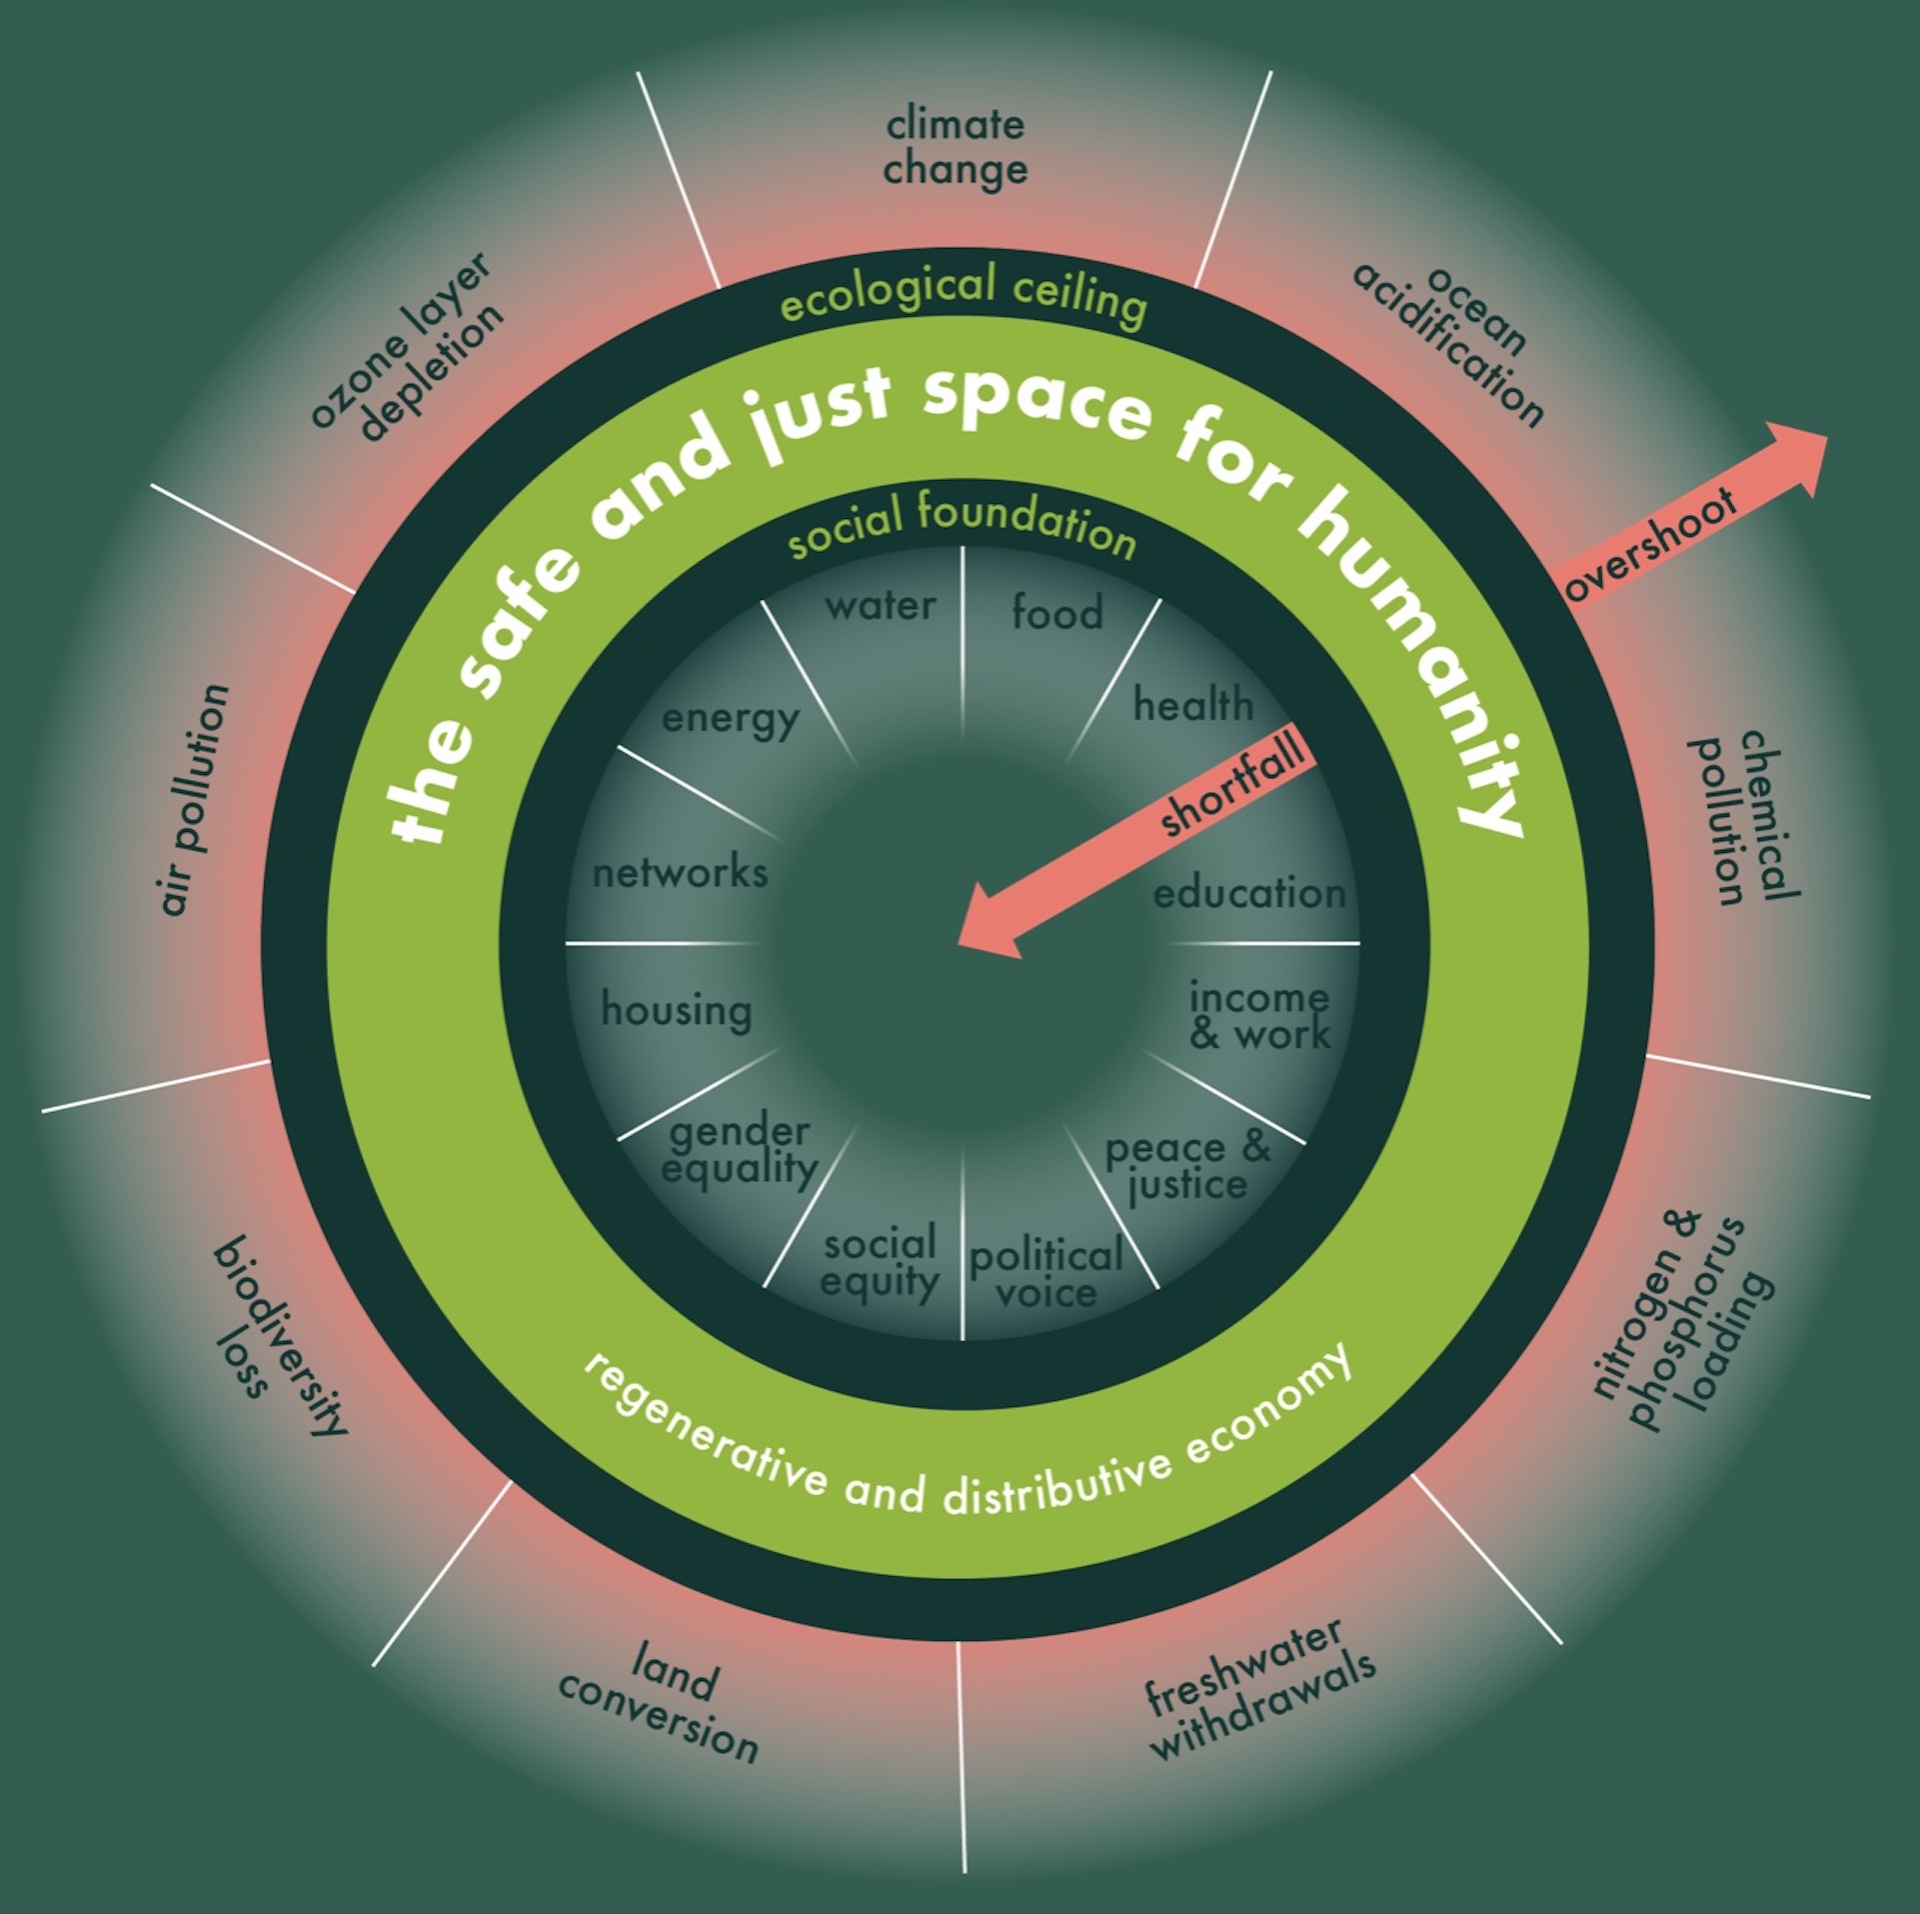 climate
change
ocean
acidification
overshoot
chemical
pollution
nitrogen &
phosphorus
loading
freshwater
withdrawals
land
conversion
biodiversity
loss
air pollution
ozone layer
depletion
ecological ceiling
the safe and just space for humanity
social foundation
water
food
health
shortfall
education
income
& work
peace &
justice
political
voice
social
equity
gender
equality
housing
networks
energy
regenerative and distributive economy